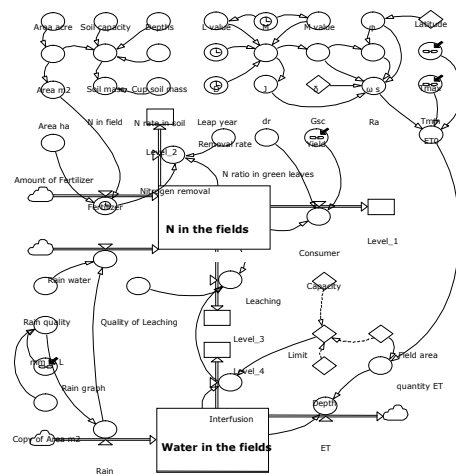 Area acre Soil capacity Depths L value M M value φ Latitude
Area m2 Soil mass Cup soil mass B J δ ω s Tmax
Area ha N in field N rate in soil Leap year dr Gsc Ra Tmin
Level_2 Removal rate yield ET0
Amount of Fertilizer Nitrogen removal N ratio in green leaves
Fertilizer
N in the fields
Level_1
Consumer
Rain water Leaching Capacity
Rain quality Quality of Leaching
Level_3 Limit Field area
mm L Level_4
Rain graph quantity ET
Interfusion Depth
Copy of Area m2 Water in the fields ET
Rain